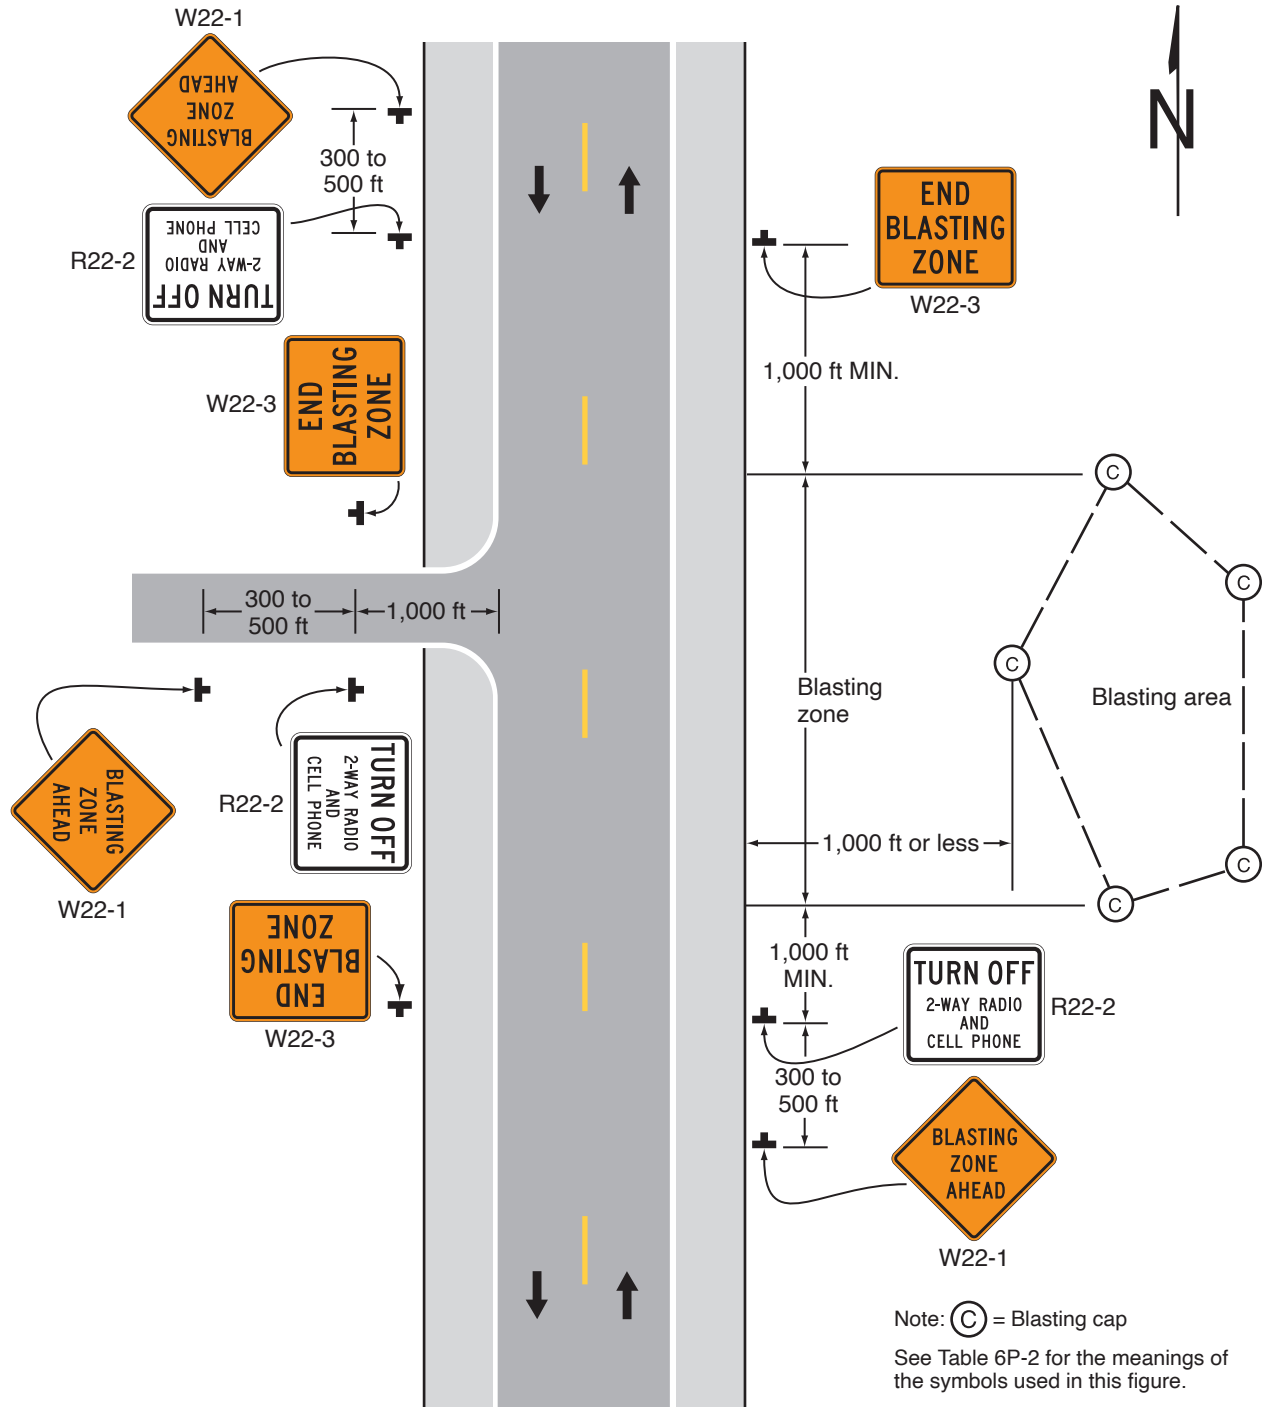 W22-1
BLASTING
ZONE
AHEAD
300 to
500 ft
R22-2
TURN OFF
2-WAY RADIO
AND
CELL PHONE
W22-3
END
BLASTING
ZONE
N
END
BLASTING
ZONE
W22-3
1,000 ft MIN.
C
C
C
C
C
Blasting area
Blasting
zone
1,000 ft or less
300 to
500 ft
1,000 ft
BLASTING
ZONE
AHEAD
W22-1
R22-2
TURN OFF
2-WAY RADIO
AND
CELL PHONE
END
BLASTING
ZONE
W22-3
1,000 ft
MIN.
TURN OFF
2-WAY RADIO
AND
CELL PHONE
R22-2
300 to
500 ft
BLASTING
ZONE
AHEAD
W22-1
Note: C = Blasting cap
See Table 6P-2 for the meanings of
the symbols used in this figure.